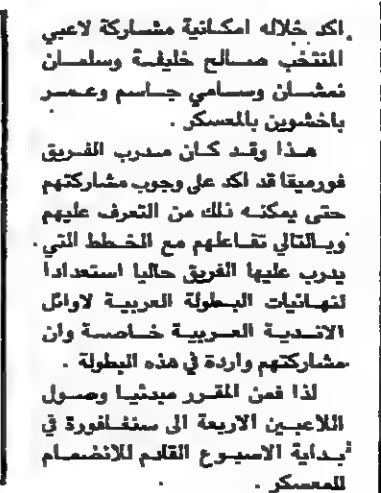 اكد خلاله امكانية مشاركة لاعبي
المنتخب صالح خليفة وسلمان
نمشان وسامي جاسم وعمر
باخشوين بالمعسكر .
هذا وقد كان مدرب الفريق
فورميقا قد اكد على وجوب مشاركتهم
حتى يمكنه ذلك من التعرف عليهم
وبالتالي تفاعلهم مع الخطط التي
يدرب عليها الفريق حاليا استعدادا
لنهائيات البطولة العربية لاوائل
الاندية العربية خاصة وان
مشاركتهم واردة في هذه البطولة .
لذا فمن المقرر مبدئيا وصول
اللاعبين الاربعة الى سنغافورة في
بداية الاسبوع القادم للانضمام
للمعسكر .